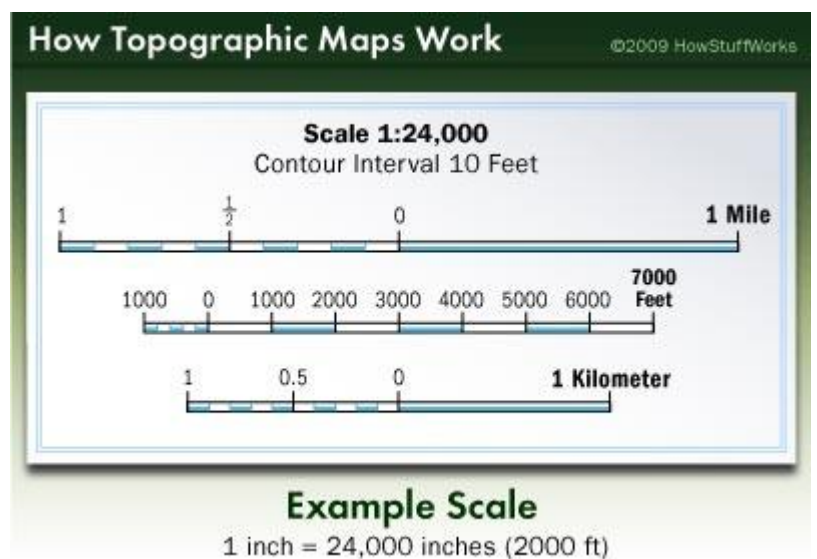 How Topographic Maps Work
©2009 HowStuffWorks
Scale 1:24,000
Contour Interval 10 Feet
1 1/2 0 1 Mile
1000 0 1000 2000 3000 4000 5000 6000 7000 Feet
1 0.5 0 1 Kilometer
Example Scale
1 inch = 24,000 inches (2000 ft)